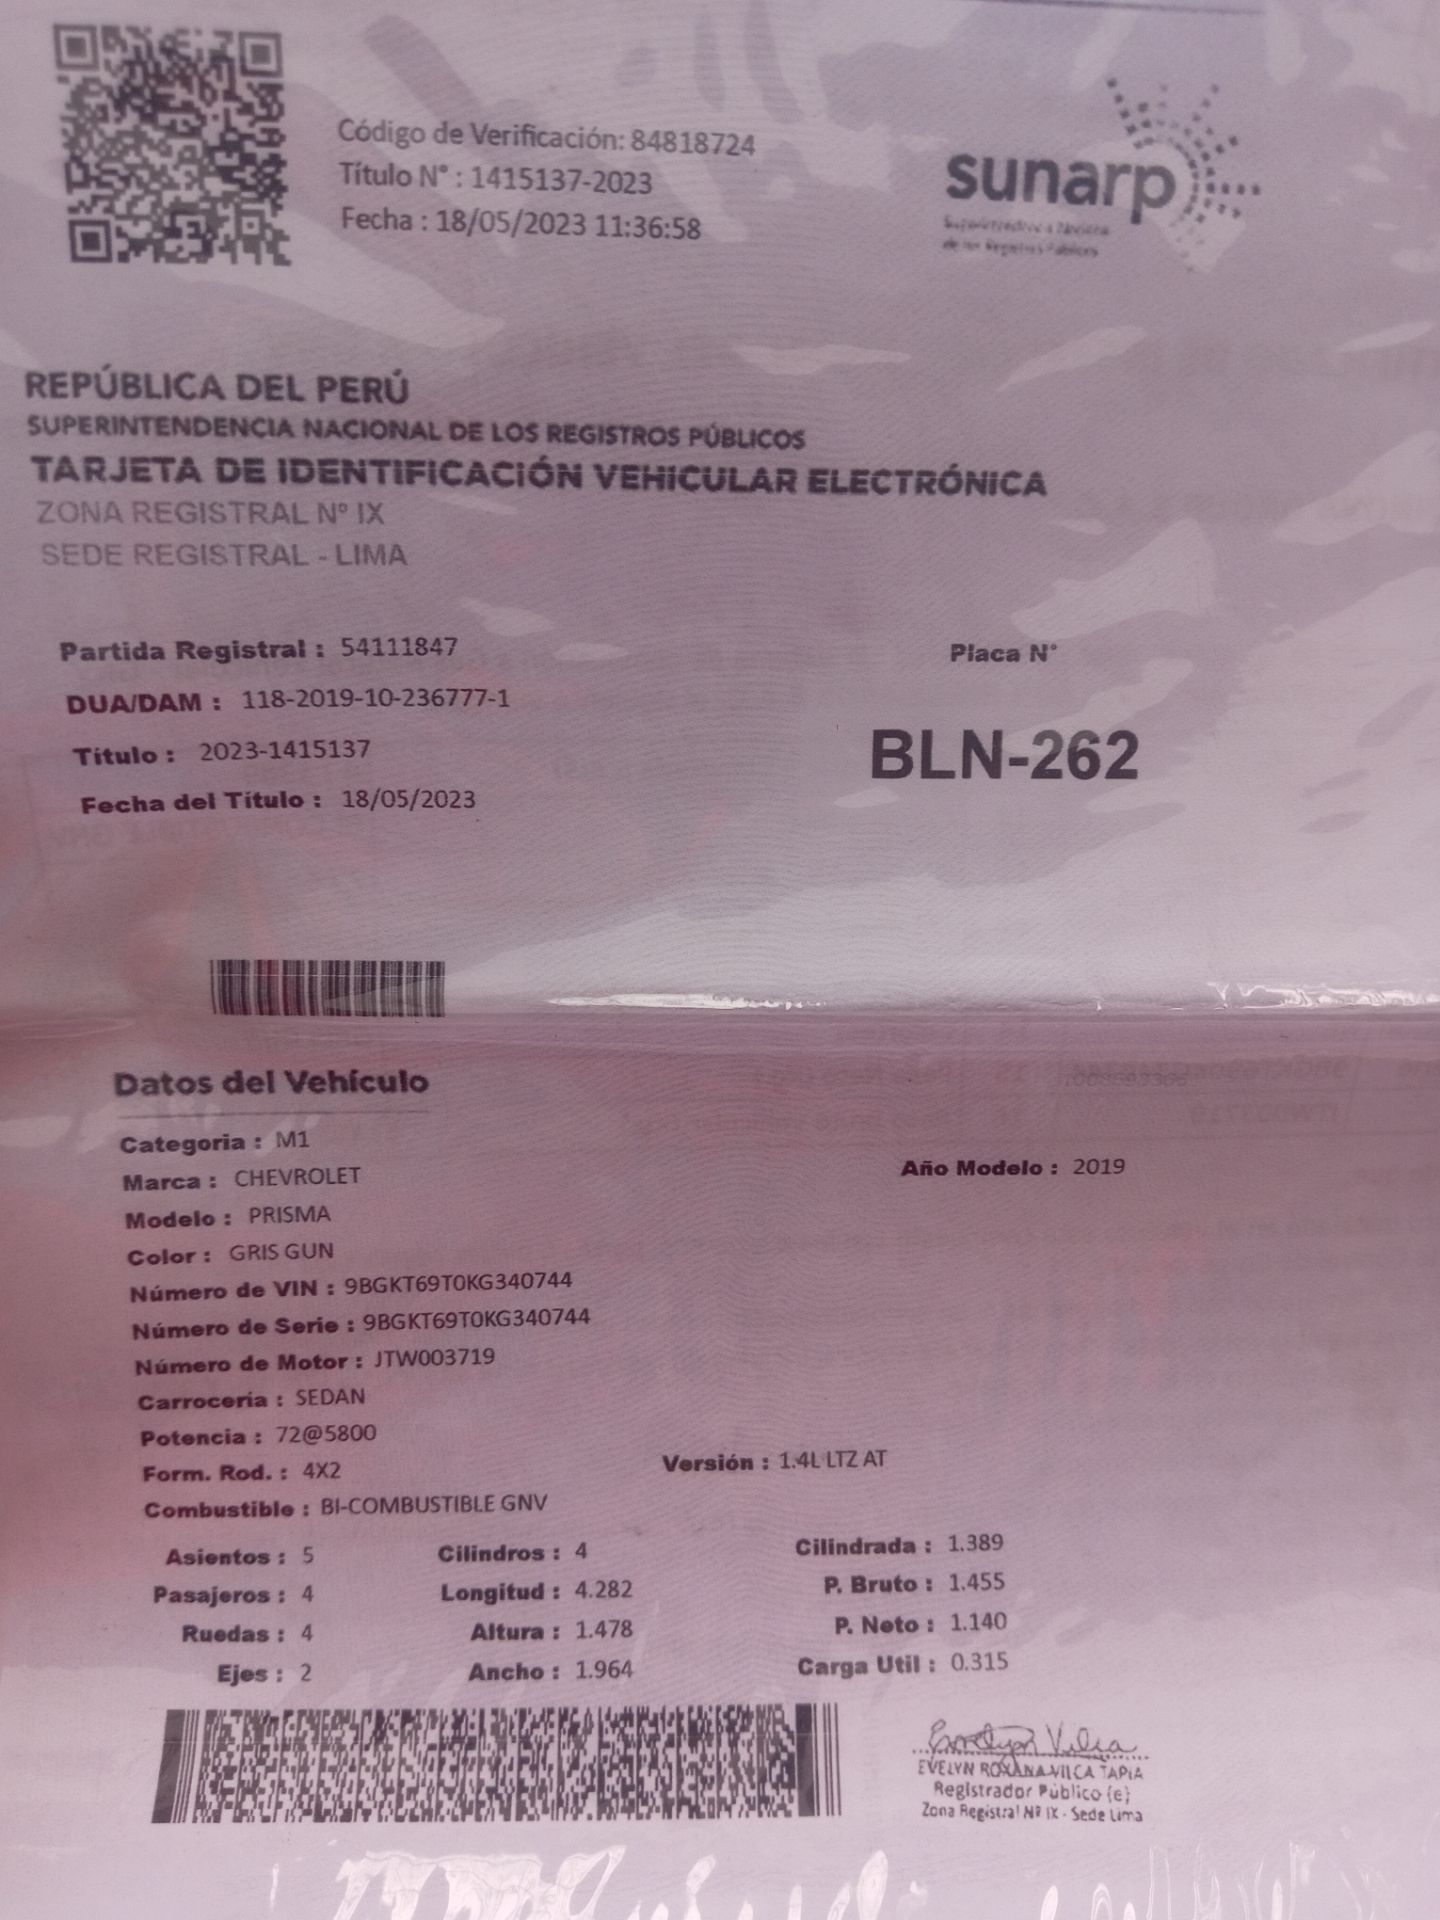 Código de Verificación: 84818724
Título N° : 1415137-2023
Fecha : 18/05/2023 11:36:58
sunarp
Superintendencia Nacional
de los Registros Públicos
REPÚBLICA DEL PERÚ
SUPERINTENDENCIA NACIONAL DE LOS REGISTROS PÚBLICOS
TARJETA DE IDENTIFICACIÓN VEHICULAR ELECTRÓNICA
ZONA REGISTRAL N° IX
SEDE REGISTRAL - LIMA
Partida Registral : 54111847
DUA/DAM : 118-2019-10-236777-1
Título : 2023-1415137
Fecha del Título : 18/05/2023
Placa N°
BLN-262
Datos del Vehículo
Categoria : M1
Marca : CHEVROLET
Año Modelo : 2019
Modelo : PRISMA
Color : GRIS GUN
Número de VIN : 9BGKT69T0KG340744
Número de Serie : 9BGKT69T0KG340744
Número de Motor : JTW003719
Carrocería : SEDAN
Potencia : 72@5800
Form. Rod. : 4X2
Versión : 1.4L LTZ AT
Combustible : BI-COMBUSTIBLE GNV
Asientos : 5 Cilindros : 4 Cilindrada : 1.389
Pasajeros : 4 Longitud : 4.282 P. Bruto : 1.455
Ruedas : 4 Altura : 1.478 P. Neto : 1.140
Ejes : 2 Ancho : 1.964 Carga Util : 0.315
EVELYN ROXANA VILCA TAPIA
Registrador Público (e)
Zona Registral Nº IX - Sede Lima